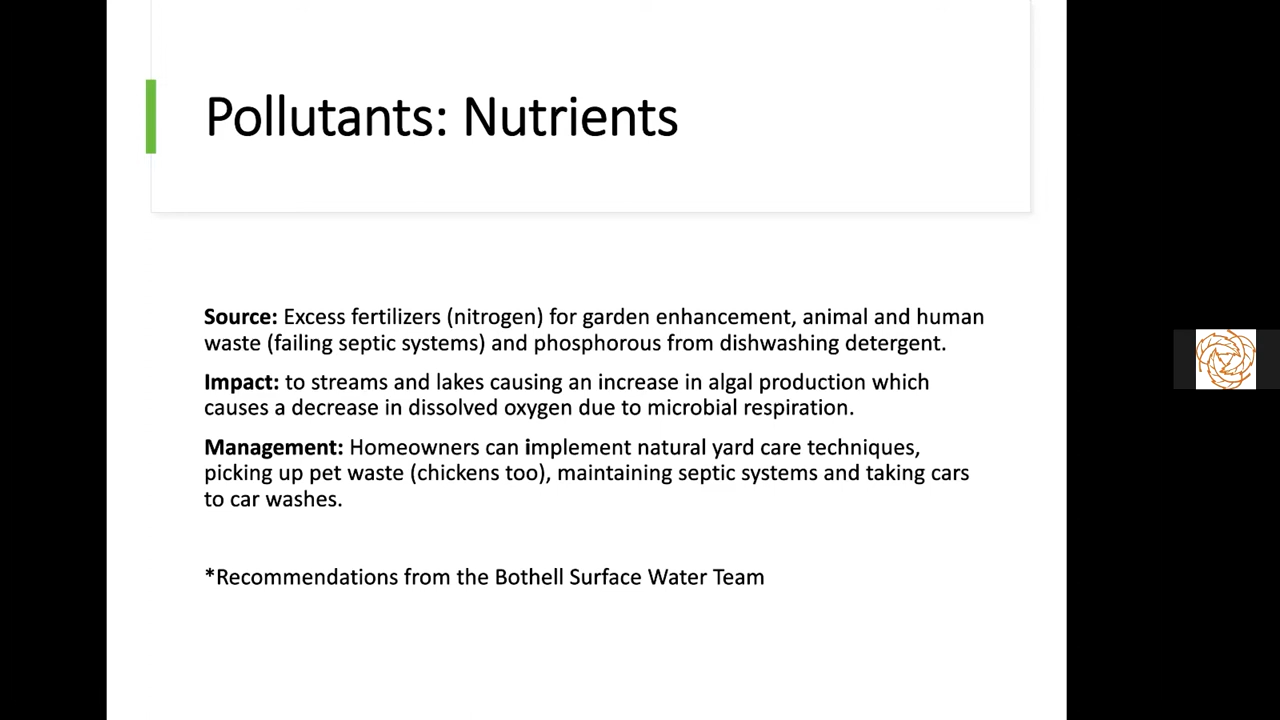 Pollutants: Nutrients
Source: Excess fertilizers (nitrogen) for garden enhancement, animal and human
waste (failing septic systems) and phosphorous from dishwashing detergent.
Impact: to streams and lakes causing an increase in algal production which
causes a decrease in dissolved oxygen due to microbial respiration.
Management: Homeowners can implement natural yard care techniques,
picking up pet waste (chickens too), maintaining septic systems and taking cars
to car washes.
*Recommendations from the Bothell Surface Water Team